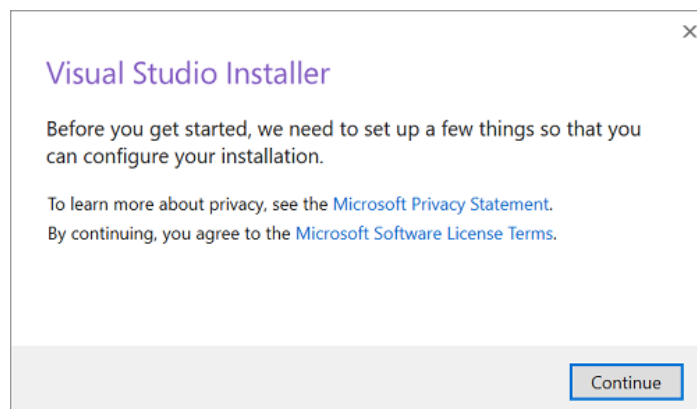 Visual Studio Installer
Before you get started, we need to set up a few things so that you
can configure your installation.
To learn more about privacy, see the Microsoft Privacy Statement.
By continuing, you agree to the Microsoft Software License Terms.
Continue